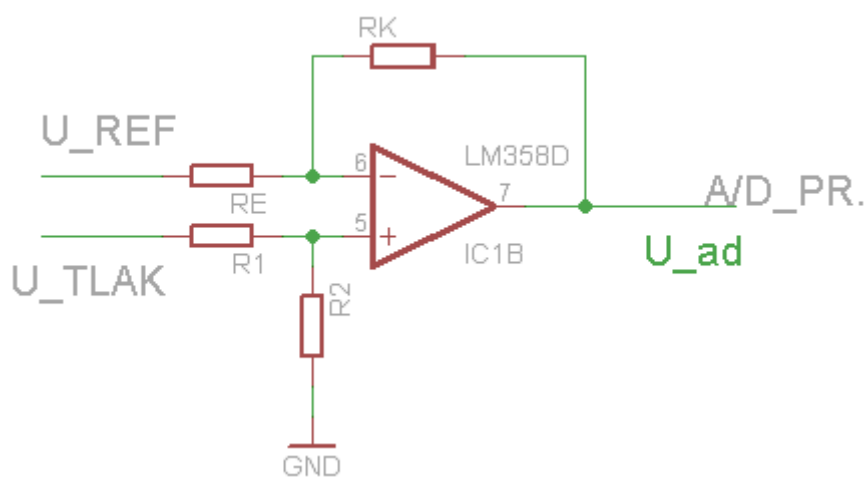 RK
U_REF
LM358D
6
-
7
A/D_PR.
RE
5
+
R1
IC1B
U_ad
U_TLAK
R2
GND